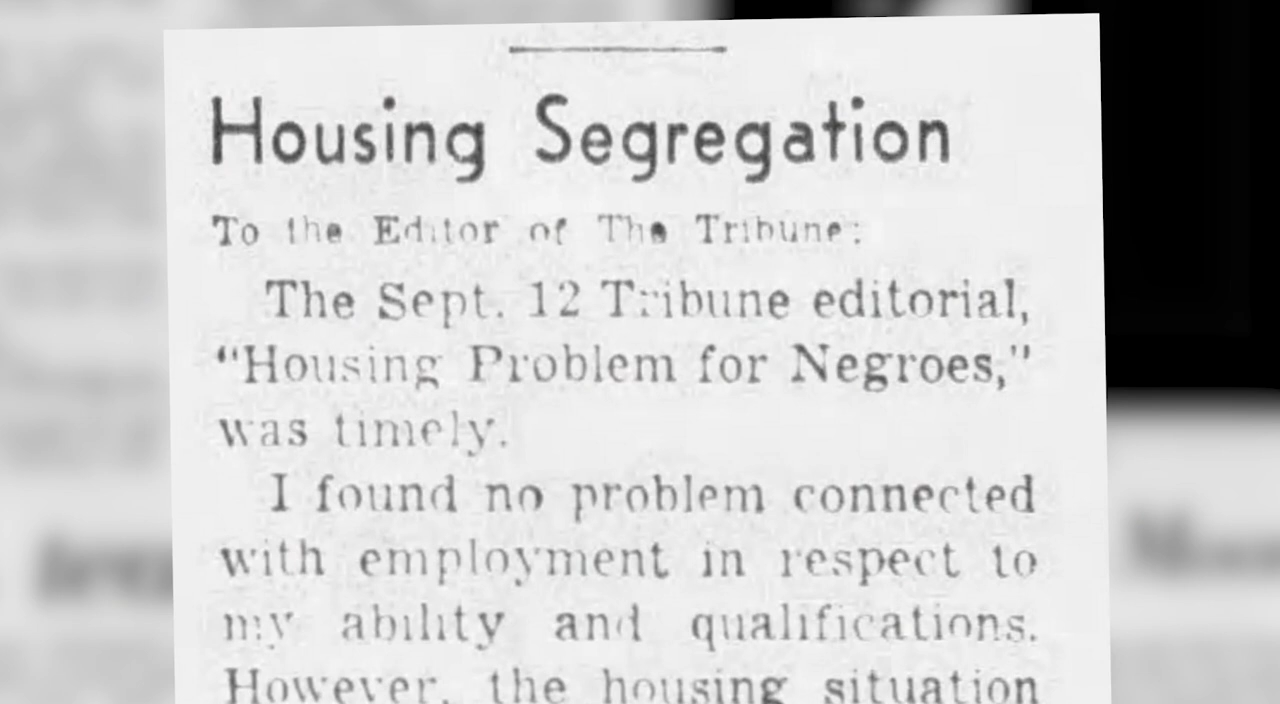 Housing Segregation
To the Editor of The Tribune:
The Sept. 12 Tribune editorial,
“Housing Problem for Negroes,”
was timely.
I found no problem connected
with employment in respect to
my ability and qualifications.
However, the housing situation